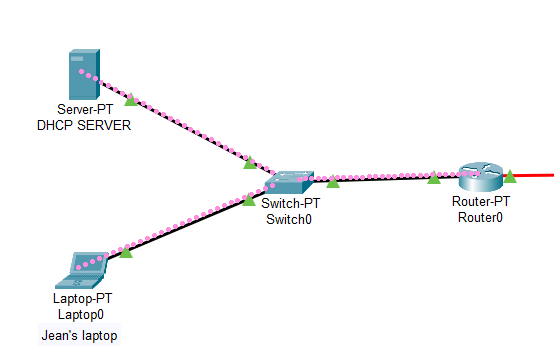 Server-PT
DHCP SERVER
Switch-PT
Switch0
Router-PT
Router0
Laptop-PT
Laptop0
Jean's laptop